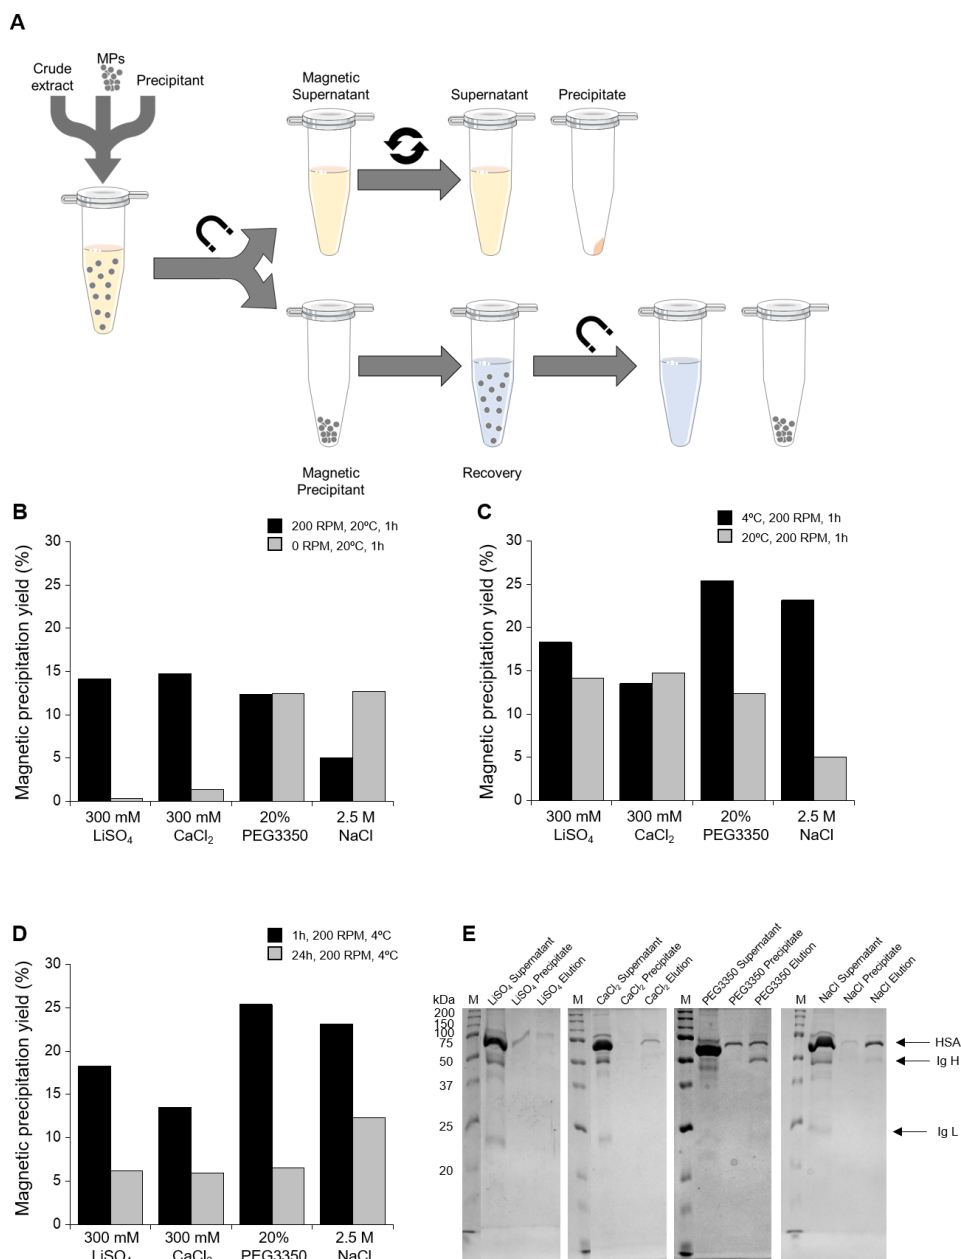 A
MPs
Crude
extract
Precipitant
Magnetic
Supernatant
Supernatant
Precipitate
Magnetic
Precipitant
Recovery
B
200 RPM, 20ºC, 1h
0 RPM, 20ºC, 1h
Magnetic precipitation yield (%)
30
25
20
15
10
5
0
300 mM
LiSO₄
300 mM
CaCl₂
20%
PEG3350
2.5 M
NaCl
C
4ºC, 200 RPM, 1h
20ºC, 200 RPM, 1h
Magnetic precipitation yield (%)
30
25
20
15
10
5
0
300 mM
LiSO₄
300 mM
CaCl₂
20%
PEG3350
2.5 M
NaCl
D
1h, 200 RPM, 4ºC
24h, 200 RPM, 4ºC
Magnetic precipitation yield (%)
30
25
20
15
10
5
0
300 mM
LiSO₄
300 mM
CaCl₂
20%
PEG3350
2.5 M
NaCl
E
kDa
M
LiSO₄ Supernatant
LiSO₄ Precipitate
LiSO₄ Elution
M
CaCl₂ Supernatant
CaCl₂ Precipitate
CaCl₂ Elution
M
PEG3350 Supernatant
PEG3350 Precipitate
PEG3350 Elution
M
NaCl Supernatant
NaCl Precipitate
NaCl Elution
200
150
100
75
50
37
25
20
HSA
Ig H
Ig L